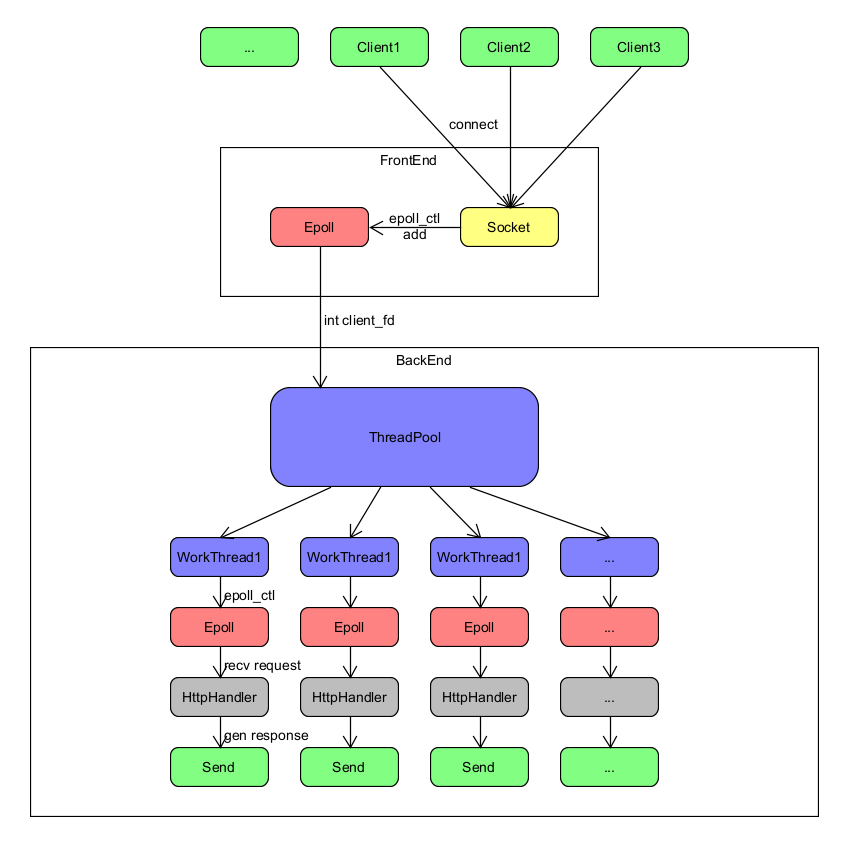 ...
Client1
Client2
Client3
connect
FrontEnd
Epoll
epoll_ctl
add
Socket
int client_fd
BackEnd
ThreadPool
WorkThread1
WorkThread1
WorkThread1
...
epoll_ctl
Epoll
Epoll
Epoll
...
recv request
HttpHandler
HttpHandler
HttpHandler
...
gen response
Send
Send
Send
...